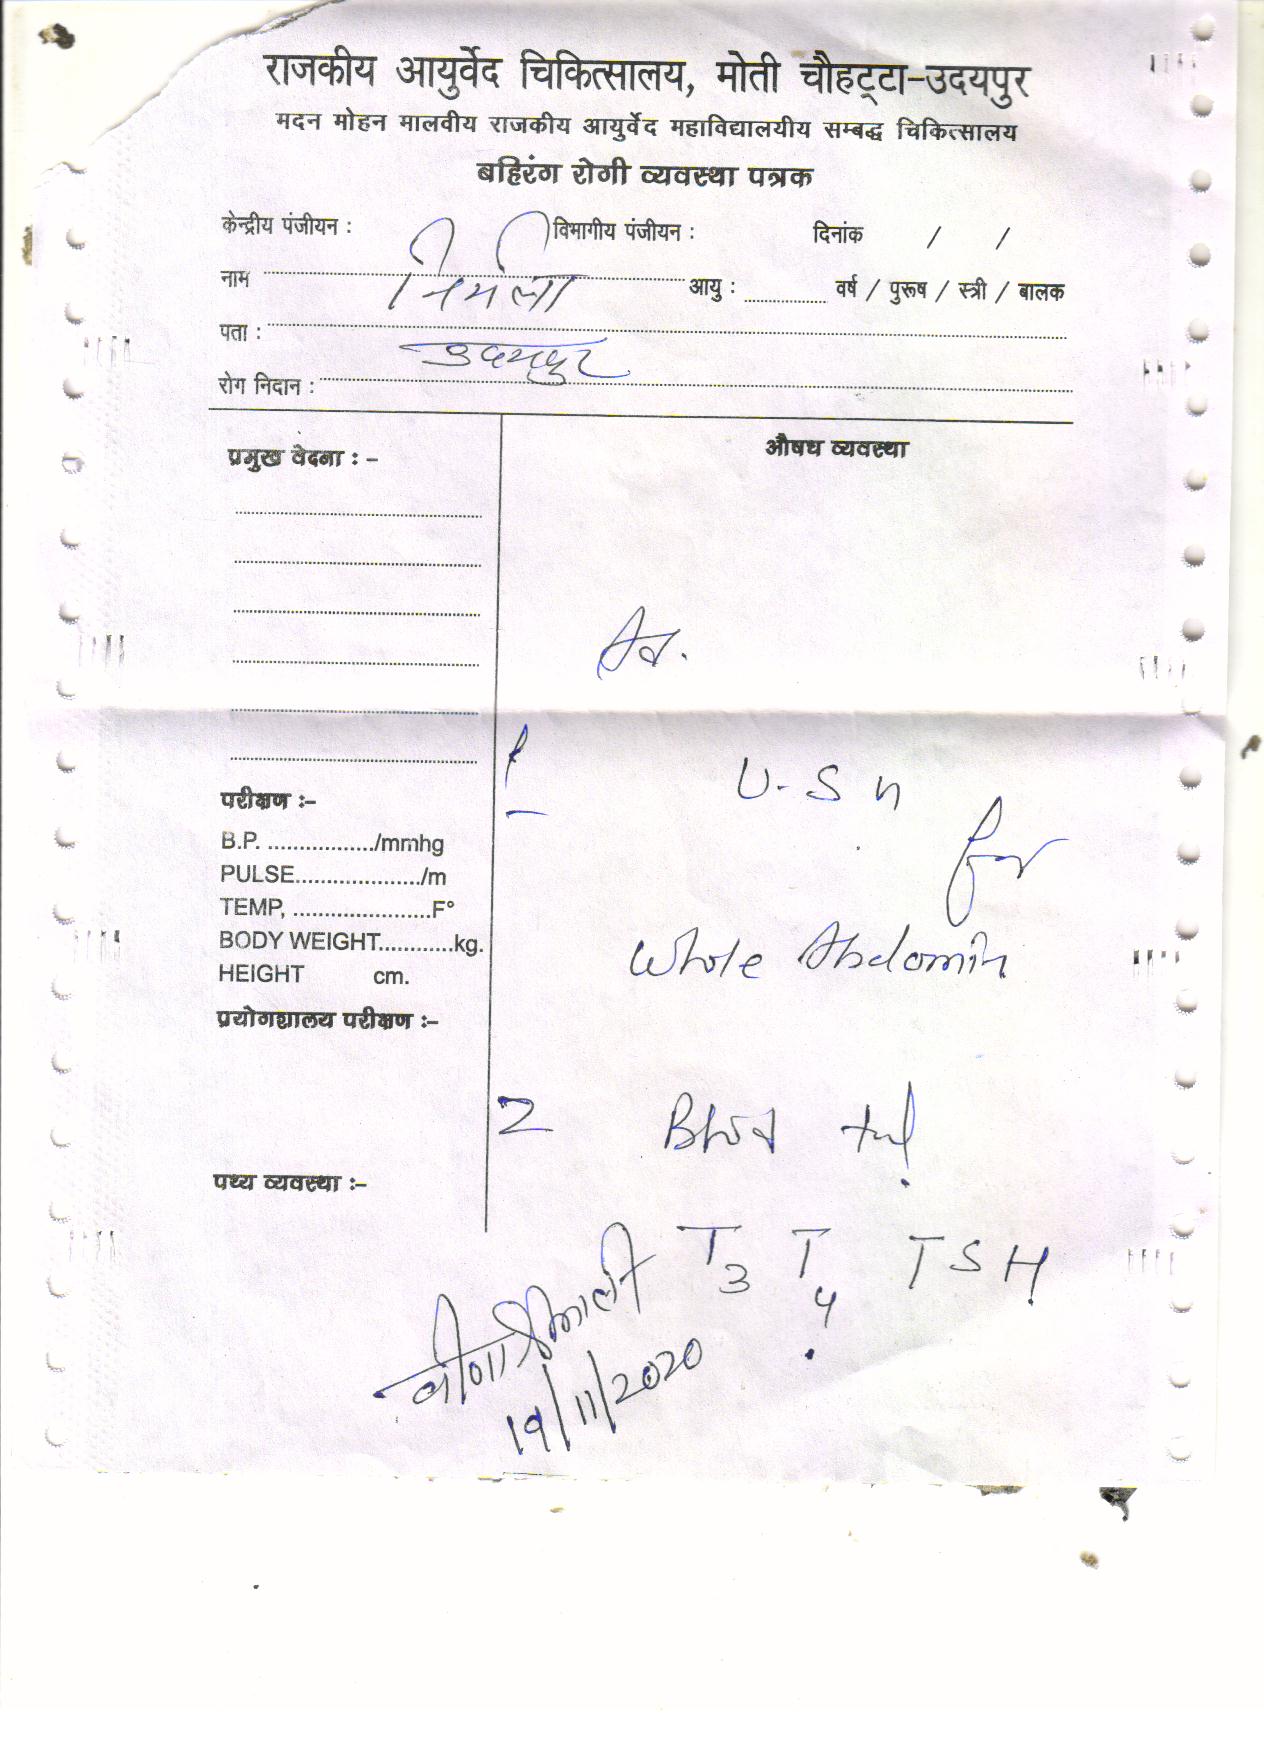 राजकीय आयुर्वेद चिकित्सालय, मोती चौहट्टा-उदयपुर
मदन मोहन मालवीय राजकीय आयुर्वेद महाविद्यालयीय सम्बद्ध चिकित्सालय
बहिरंग रोगी व्यवस्था पत्रक
केन्द्रीय पंजीयन : विभागीय पंजीयन : दिनांक / /
नाम निर्मला आयु : वर्ष / पुरूष / स्त्री / बालक
पता : उदयपुर
रोग निदान :
प्रमुख वेदना : -
औषध व्यवस्था
Ad.
1 U-S G
for
Whole Abdomin
परीक्षण :-
B.P. ................./mmhg
PULSE..................../m
TEMP, ......................F°
BODY WEIGHT............kg.
HEIGHT cm.
प्रयोगशालय परीक्षण :-
2 Blood
पथ्य व्यवस्था :-
T3 T4 TSH
वीणा श्रीमाली
19/11/2020